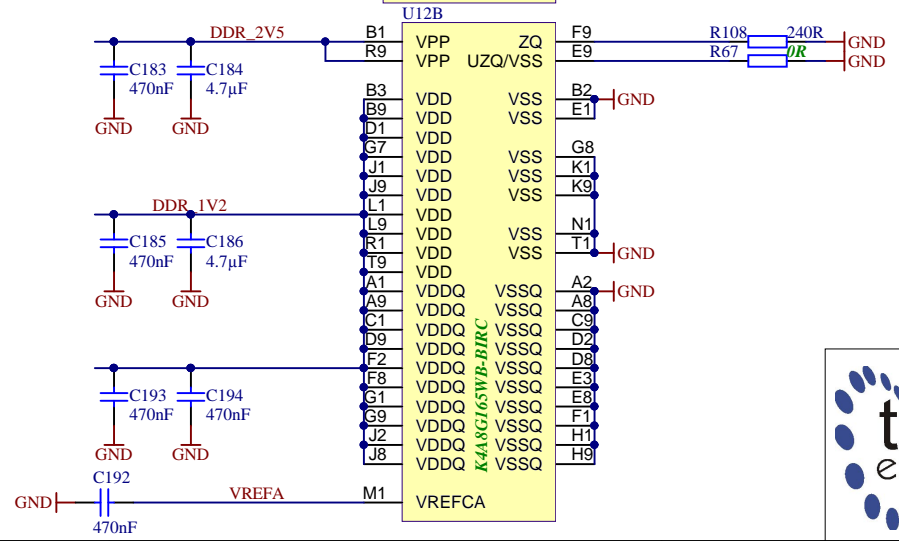 U12B
DDR_2V5 B1 VPP ZQ F9 R108 240R GND
R9 VPP UZQ/VSS E9 R67 0R GND
C183 C184
470nF 4.7µF
GND GND
B3 VDD VSS B2 GND
B9 VDD VSS E1
D1 VDD
G7 VDD VSS G8
J1 VDD VSS K1
J9 VDD VSS K9
DDR_1V2 L1 VDD
L9 VDD VSS N1
R1 VDD VSS T1 GND
T9 VDD
C185 C186
470nF 4.7µF
GND GND
A1 VDDQ VSSQ A2 GND
A9 VDDQ VSSQ A8
C1 VDDQ VSSQ C9
D9 VDDQ VSSQ D2
F2 VDDQ VSSQ D8
F8 VDDQ VSSQ E3
G1 VDDQ VSSQ E8
G9 VDDQ VSSQ F1
J2 VDDQ VSSQ H1
J8 VDDQ VSSQ H9
K4A8G165WB-BIRC
C193 C194
470nF 470nF
GND GND
C192
GND VREFA M1 VREFCA
470nF
t
e